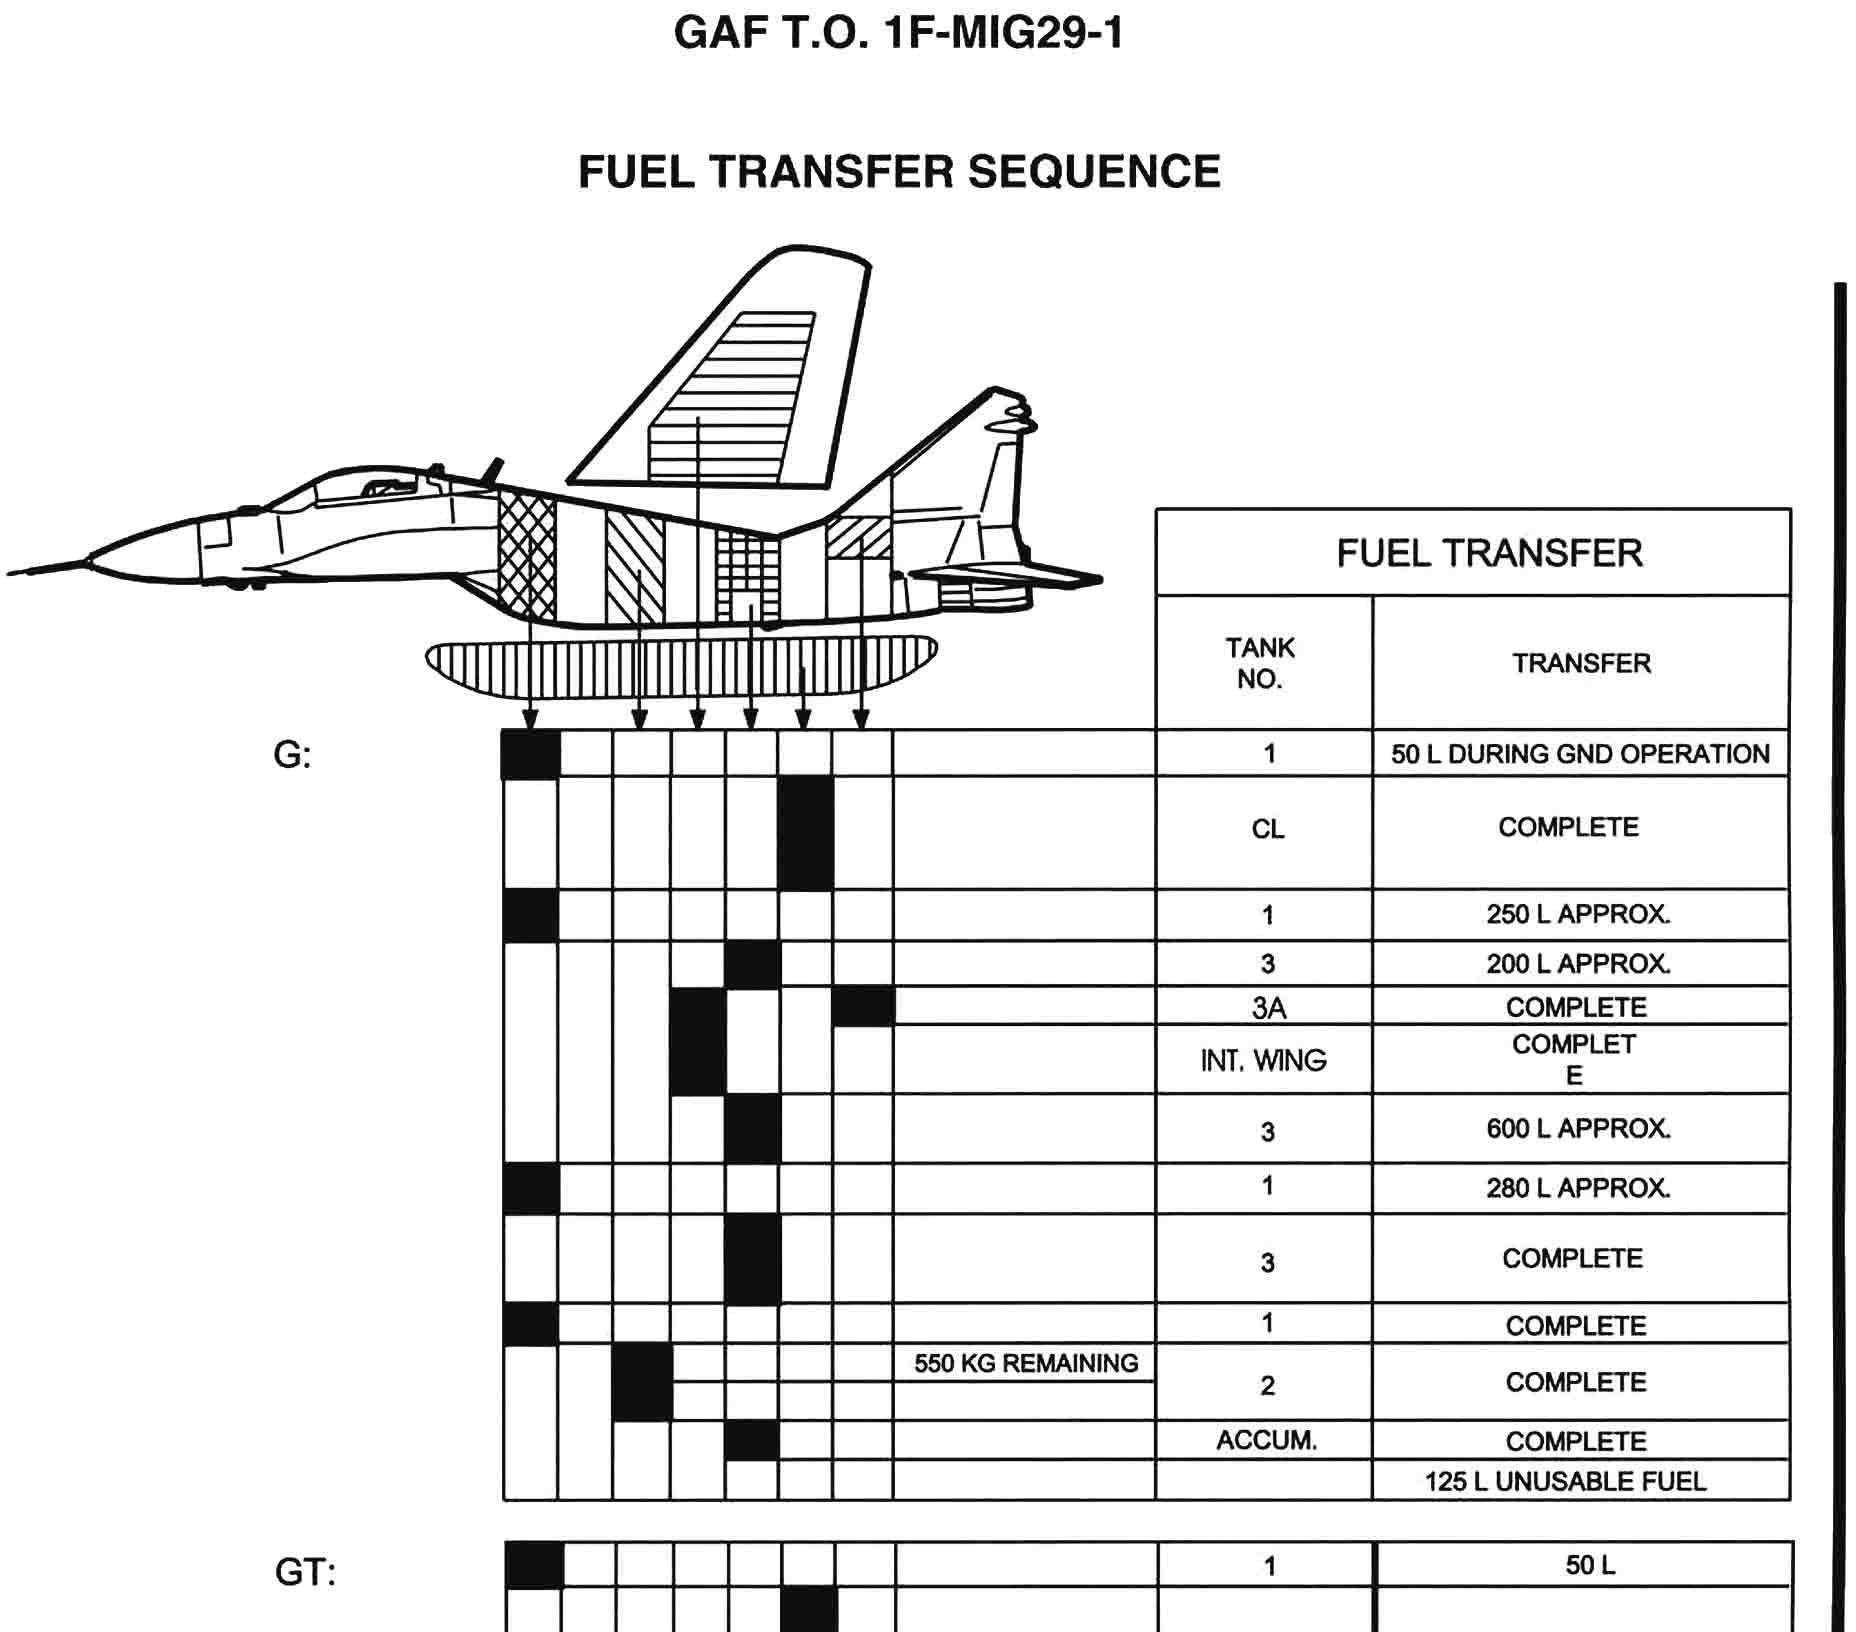 GAF T.O. 1F-MIG29-1
FUEL TRANSFER SEQUENCE
FUEL TRANSFER
TANK
NO.
TRANSFER
G:
1
50 L DURING GND OPERATION
CL
COMPLETE
1
250 L APPROX.
3
200 L APPROX.
3A
COMPLETE
INT. WING
COMPLET
E
3
600 L APPROX.
1
280 L APPROX.
3
COMPLETE
1
COMPLETE
550 KG REMAINING
2
COMPLETE
ACCUM.
COMPLETE
125 L UNUSABLE FUEL
GT:
1
50 L